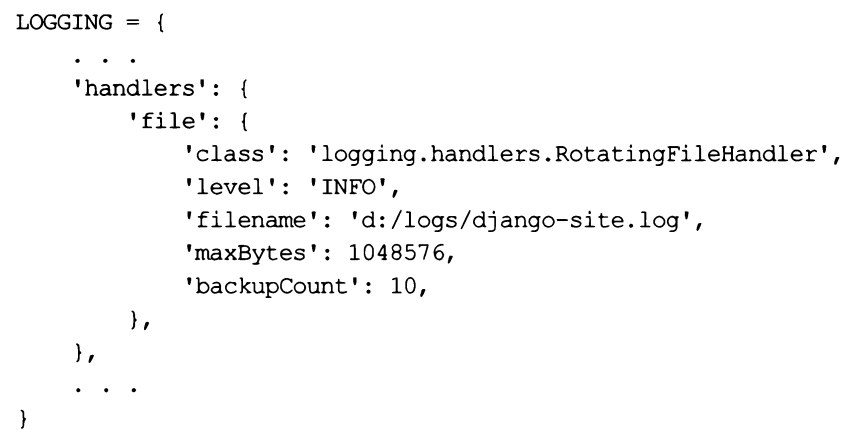 LOGGING = {
    . . .
    'handlers': {
        'file': {
            'class': 'logging.handlers.RotatingFileHandler',
            'level': 'INFO',
            'filename': 'd:/logs/django-site.log',
            'maxBytes': 1048576,
            'backupCount': 10,
        },
    },
    . . .
}